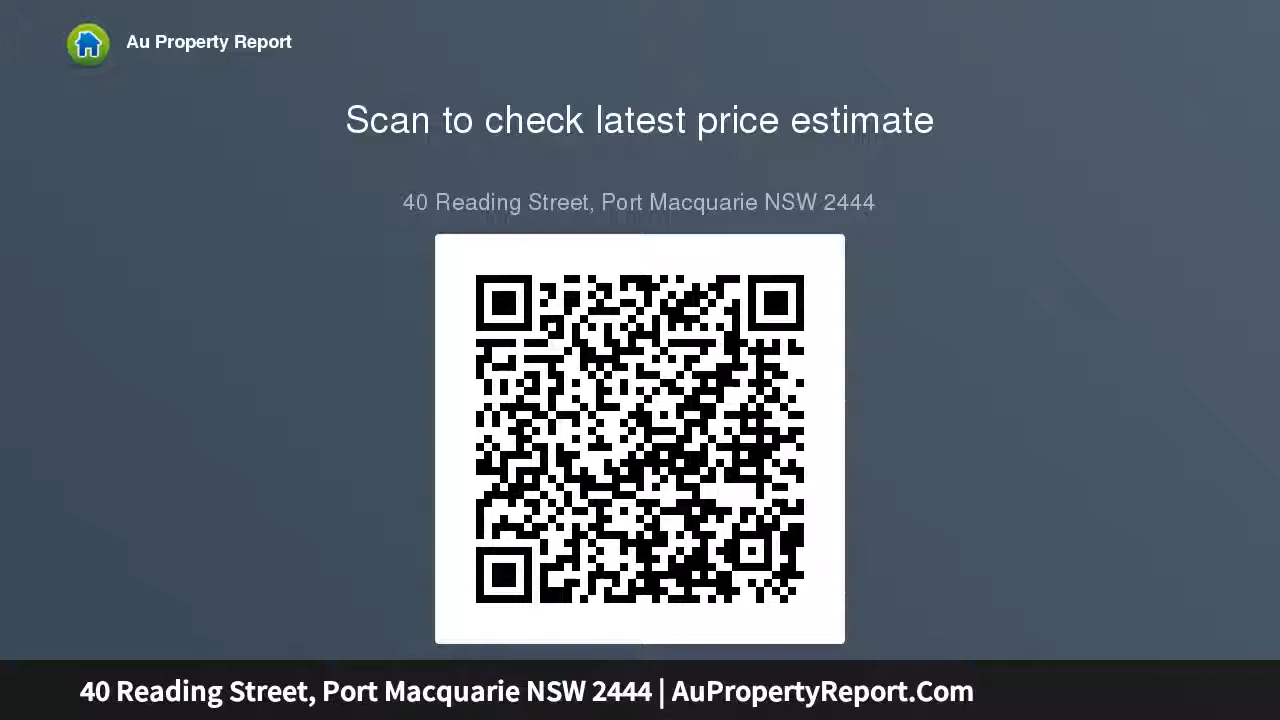 Au Property Report
Scan to check latest price estimate
40 Reading Street, Port Macquarie NSW 2444
40 Reading Street, Port Macquarie NSW 2444 | AuPropertyReport.Com